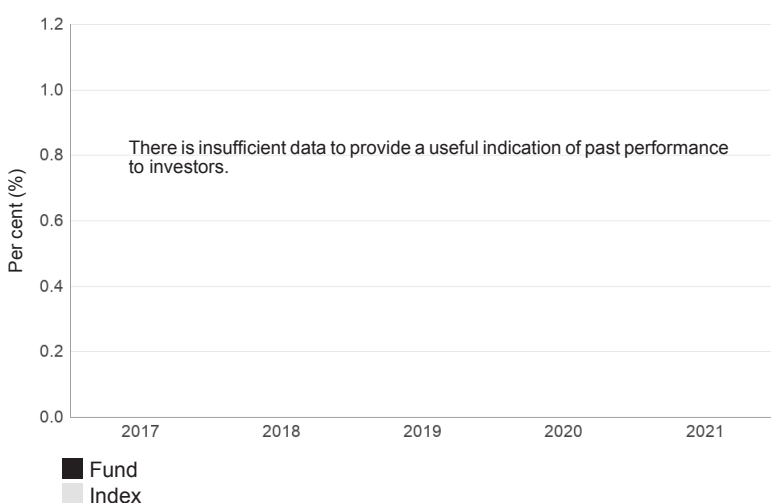 1.2
1.0
There is insufficient data to provide a useful indication of past performance
0.8
to investors.
Per cent (%)
0.6
0.4
0.2
0.0
2017 2018 2019 2020 2021
Fund
Index